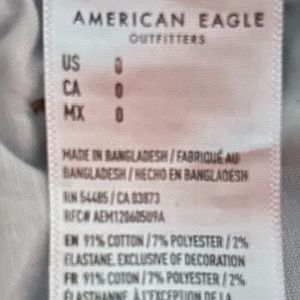 AMERICAN EAGLE
OUTFITTERS
US 0
CA 0
MX 0
MADE IN BANGLADESH / FABRIQUÉ AU
BANGLADESH / HECHO EN BANGLADESH
RN 54485 / CA 03873
RFC# AEM120605U9A
EN 91% COTTON / 7% POLYESTER / 2%
ELASTANE. EXCLUSIVE OF DECORATION
FR 91% COTON / 7% POLYESTER / 2%
ÉLASTHANNE. À L'EXCEPTION DE LA